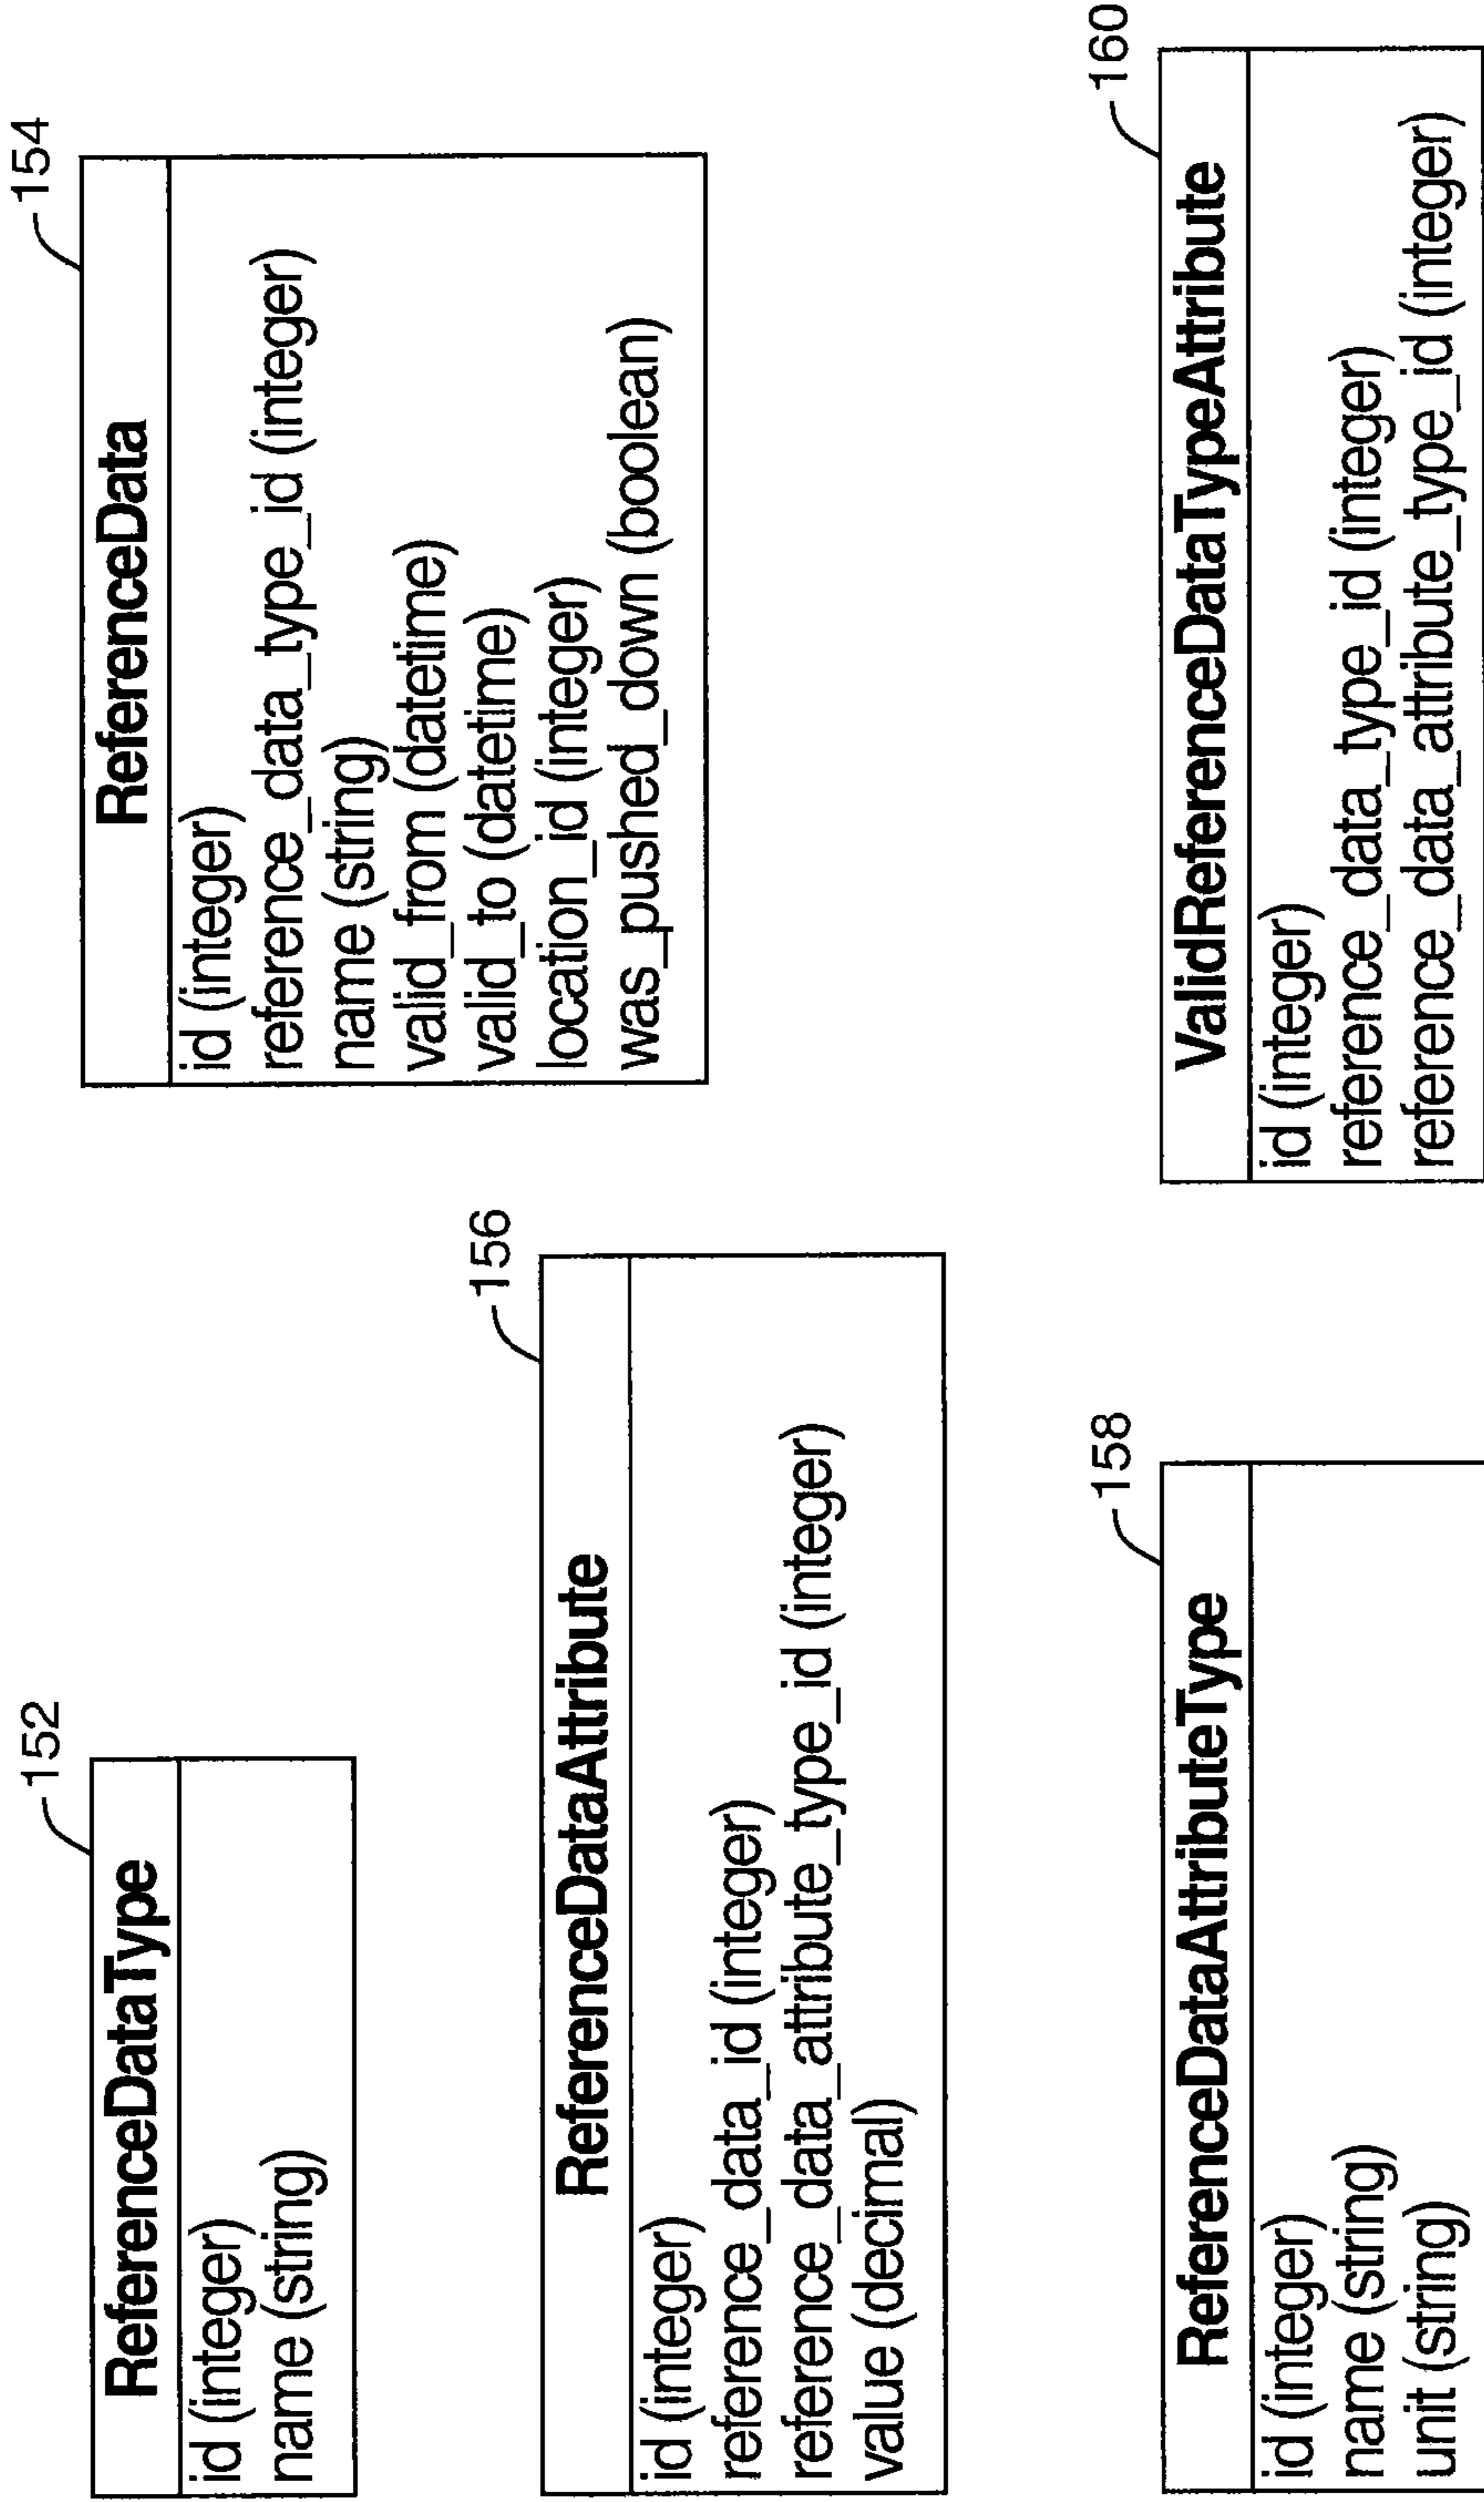 152
ReferenceDataType
id (integer)
name (string)
154
ReferenceData
id (integer)
reference_data_type_id (integer)
name (string)
valid_from (datetime)
valid_to (datetime)
location_id (integer)
was_pushed_down (boolean)
156
ReferenceDataAttribute
id (integer)
reference_data_id (integer)
reference_data_attribute_type_id (integer)
value (decimal)
158
ReferenceDataAttributeType
id (integer)
name (string)
unit (string)
160
ValidReferenceDataTypeAttribute
id (integer)
reference_data_type_id (integer)
reference_data_attribute_type_id (integer)